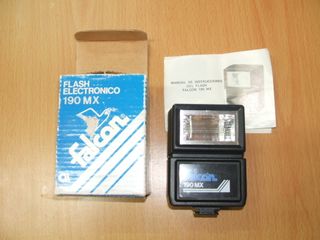 FLASH
ELECTRONICO
190 MX
falcon
MANUAL DE INSTRUCCIONES
DEL FLASH
FALCON 190 MX
falcon
190 MX